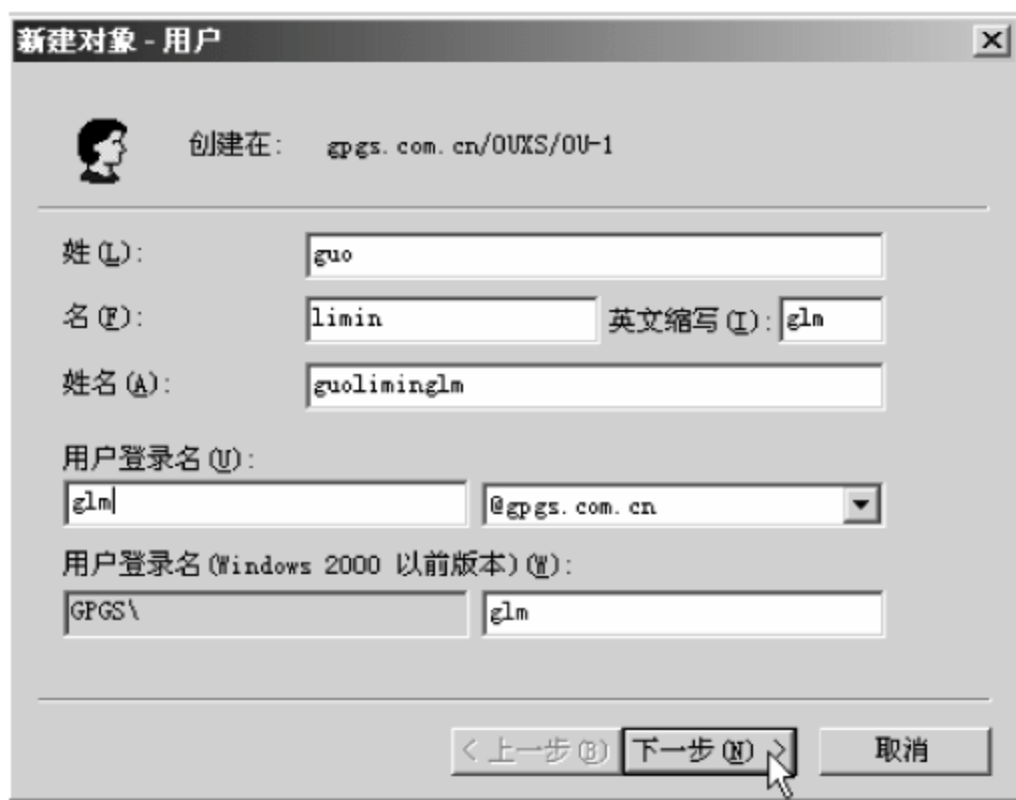 新建对象 - 用户
创建在: gpgs.com.cn/OUXS/OU-1
姓(L): guo
名(F): limin 英文缩写(I): glm
姓名(A): guoliminglm
用户登录名(U):
glm @gpgs.com.cn
用户登录名(Windows 2000 以前版本)(W):
GPGS\ glm
< 上一步(B) 下一步(N) > 取消